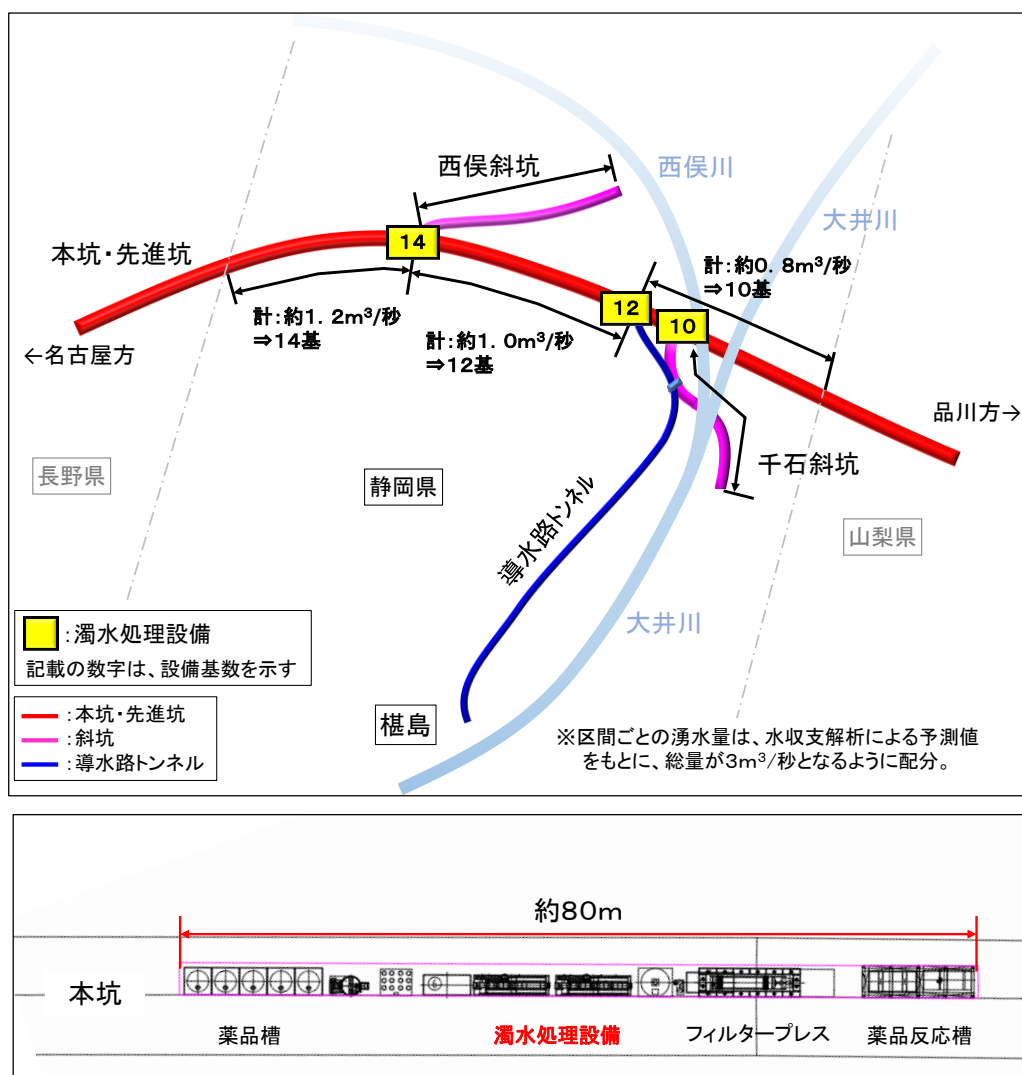 西俣斜坑
西俣川
大井川
本坑・先進坑
14
計：約1．2m³/秒
⇒14基
計：約1．0m³/秒
⇒12基
12
10
計：約0．8m³/秒
⇒10基
←名古屋方
品川方→
長野県
静岡県
千石斜坑
山梨県
導水路トンネル
大井川
：濁水処理設備
記載の数字は、設備基数を示す
：本坑・先進坑
：斜坑
：導水路トンネル
椹島
※区間ごとの湧水量は、水収支解析による予測値
をもとに、総量が3m³/秒となるように配分。
約80m
本坑
薬品槽
濁水処理設備
フィルタープレス
薬品反応槽